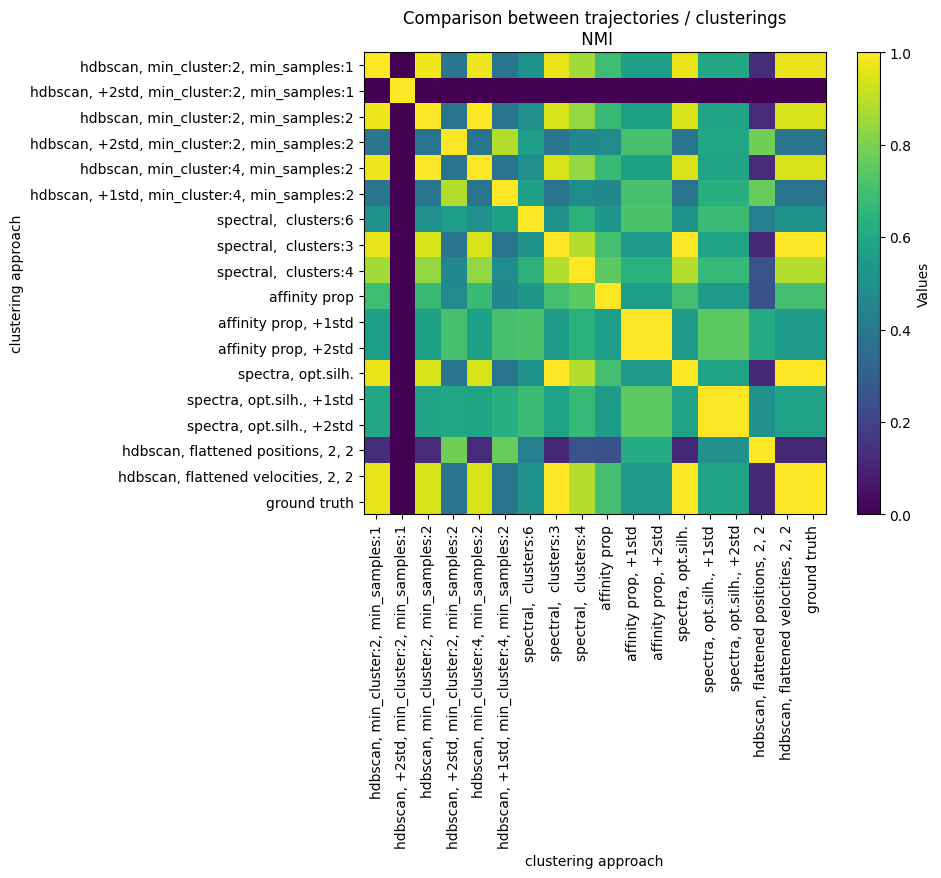 Comparison between trajectories / clusterings
NMI
clustering approach
hdbscan, min_cluster:2, min_samples:1
hdbscan, +2std, min_cluster:2, min_samples:1
hdbscan, min_cluster:2, min_samples:2
hdbscan, +2std, min_cluster:2, min_samples:2
hdbscan, min_cluster:4, min_samples:2
hdbscan, +1std, min_cluster:4, min_samples:2
spectral,  clusters:6
spectral,  clusters:3
spectral,  clusters:4
affinity prop
affinity prop, +1std
affinity prop, +2std
spectra, opt.silh.
spectra, opt.silh., +1std
spectra, opt.silh., +2std
hdbscan, flattened positions, 2, 2
hdbscan, flattened velocities, 2, 2
ground truth
hdbscan, min_cluster:2, min_samples:1
hdbscan, +2std, min_cluster:2, min_samples:1
hdbscan, min_cluster:2, min_samples:2
hdbscan, +2std, min_cluster:2, min_samples:2
hdbscan, min_cluster:4, min_samples:2
hdbscan, +1std, min_cluster:4, min_samples:2
spectral,  clusters:6
spectral,  clusters:3
spectral,  clusters:4
affinity prop
affinity prop, +1std
affinity prop, +2std
spectra, opt.silh.
spectra, opt.silh., +1std
spectra, opt.silh., +2std
hdbscan, flattened positions, 2, 2
hdbscan, flattened velocities, 2, 2
ground truth
clustering approach
1.0
0.8
0.6
0.4
0.2
0.0
Values